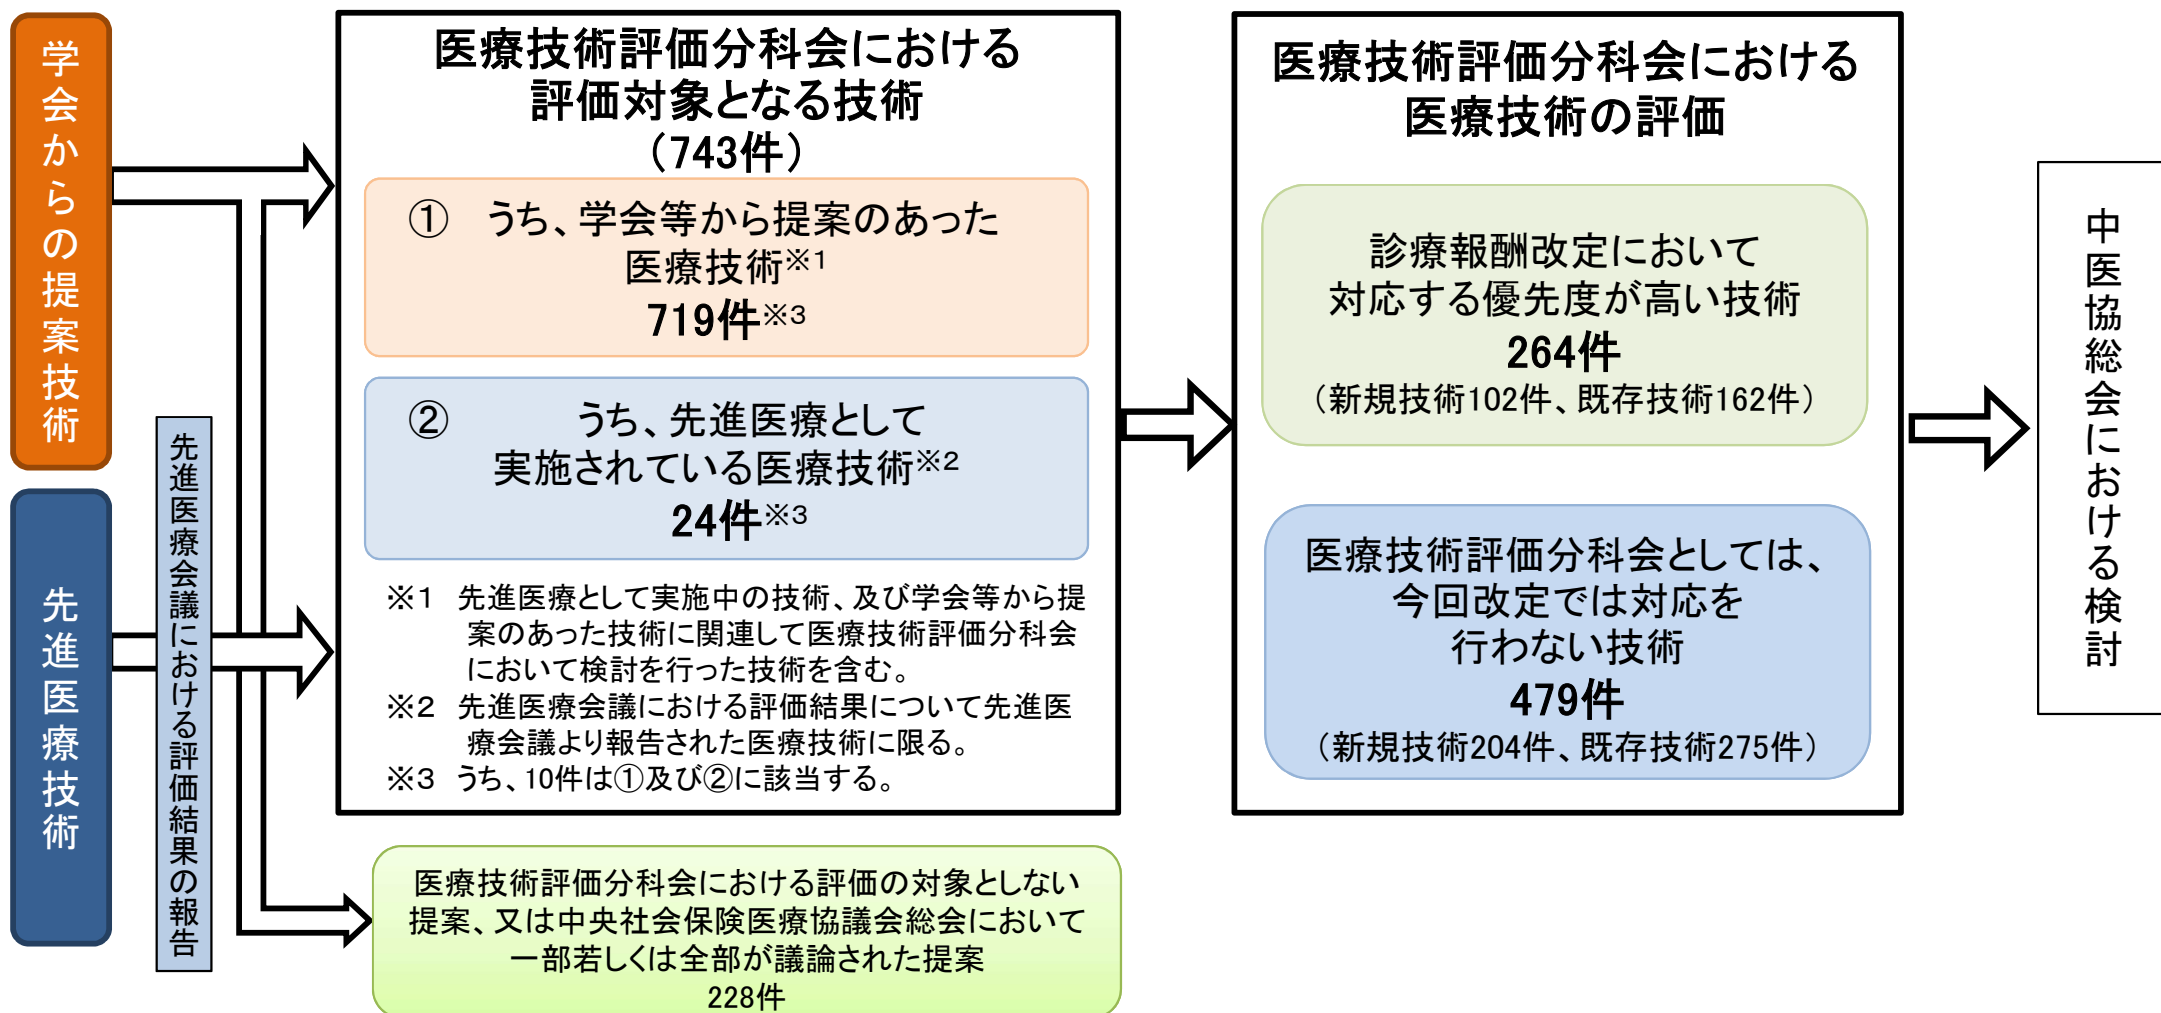 学会からの提案技術
先進医療技術
先進医療会議における評価結果の報告
医療技術評価分科会における
評価対象となる技術
（743件）
① うち、学会等から提案のあった
医療技術※1
719件※3
② うち、先進医療として
実施されている医療技術※2
24件※3
※1 先進医療として実施中の技術、及び学会等から提
案のあった技術に関連して医療技術評価分科会
において検討を行った技術を含む。
※2 先進医療会議における評価結果について先進医
療会議より報告された医療技術に限る。
※3 うち、10件は①及び②に該当する。
医療技術評価分科会における評価の対象としない
提案、又は中央社会保険医療協議会総会において
一部若しくは全部が議論された提案
228件
医療技術評価分科会における
医療技術の評価
診療報酬改定において
対応する優先度が高い技術
264件
（新規技術102件、既存技術162件）
医療技術評価分科会としては、
今回改定では対応を
行わない技術
479件
（新規技術204件、既存技術275件）
中医協総会における検討